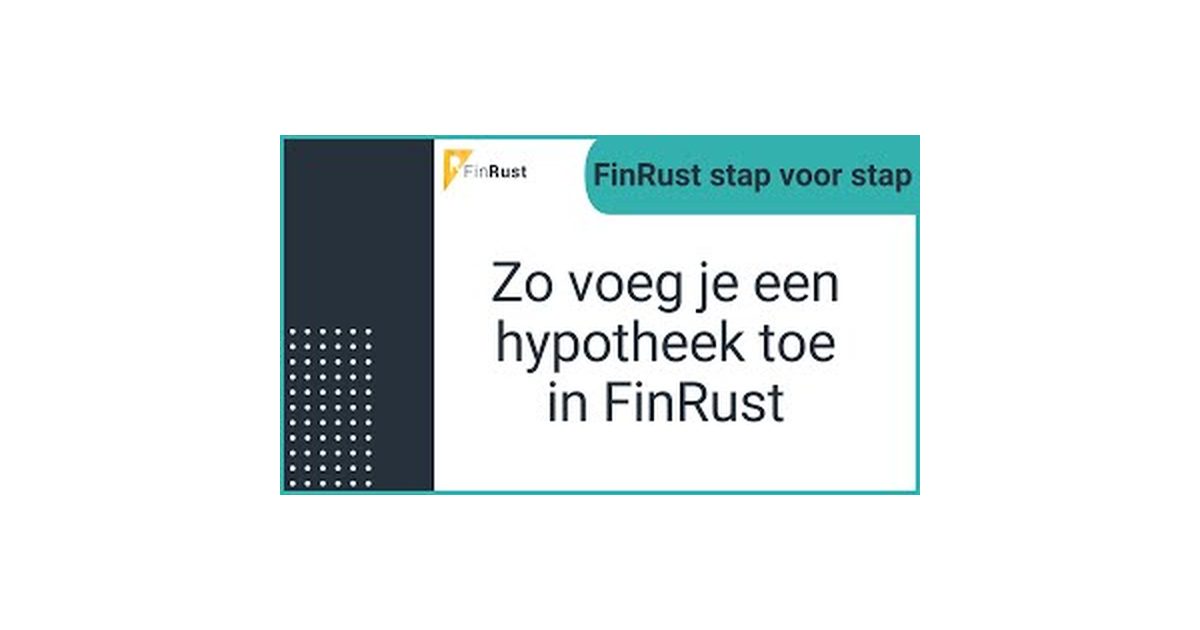 FinRust
FinRust stap voor stap
Zo voeg je een
hypotheek toe
in FinRust